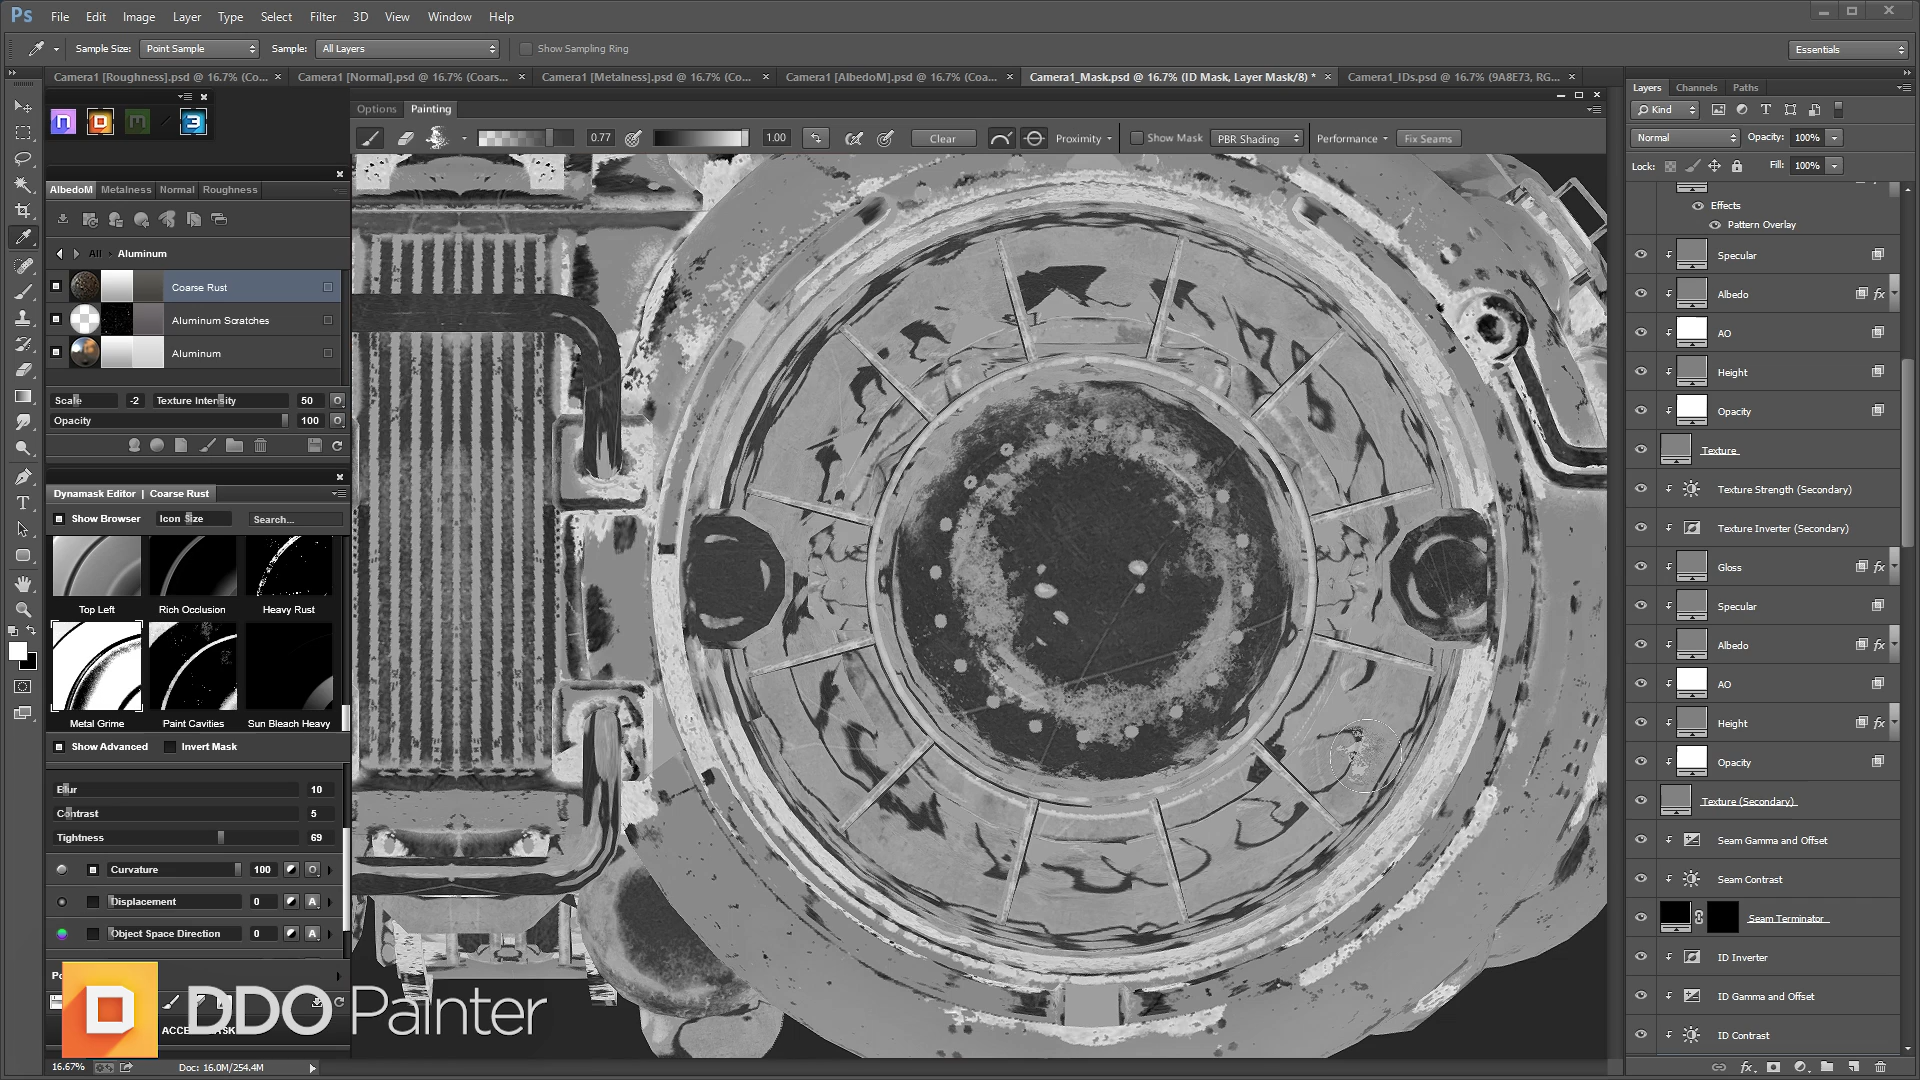 Ps File Edit Image Layer Type Select Filter 3D View Window Help
Sample Size: Point Sample Sample: All Layers Show Sampling Ring Essentials
Camera1 [Roughness].psd @ 16.7% (Co... × Camera1 [Normal].psd @ 16.7% (Coars... × Camera1 [Metalness].psd @ 16.7% (Co... × Camera1 [AlbedoM].psd @ 16.7% (Coa... × Camera1_Mask.psd @ 16.7% (ID Mask, Layer Mask/8) * × Camera1_IDs.psd @ 16.7% (9A8E73, RG... ×
Options Painting
0.77 1.00 Clear Proximity Show Mask PBR Shading Performance Fix Seams
AlbedoM Metalness Normal Roughness
All › Aluminum
Coarse Rust
Aluminum Scratches
Aluminum
Scale -2 Texture Intensity 50
Opacity 100
Dynamask Editor | Coarse Rust
Show Browser Icon Size Search...
Top Left Rich Occlusion Heavy Rust
Metal Grime Paint Cavities Sun Bleach Heavy
Show Advanced Invert Mask
Blur 10
Contrast 5
Tightness 69
Curvature 100
Displacement 0 A
Object Space Direction 0 A
DDO Painter
16.67% Doc: 16.0M/254.4M
Layers Channels Paths
Kind
Normal Opacity: 100%
Lock: Fill: 100%
Effects
Pattern Overlay
Specular
Albedo fx
AO
Height
Opacity
Texture
Texture Strength (Secondary)
Texture Inverter (Secondary)
Gloss fx
Specular
Albedo fx
AO
Height fx
Opacity
Texture (Secondary)
Seam Gamma and Offset
Seam Contrast
Seam Terminator
ID Inverter
ID Gamma and Offset
ID Contrast
fx